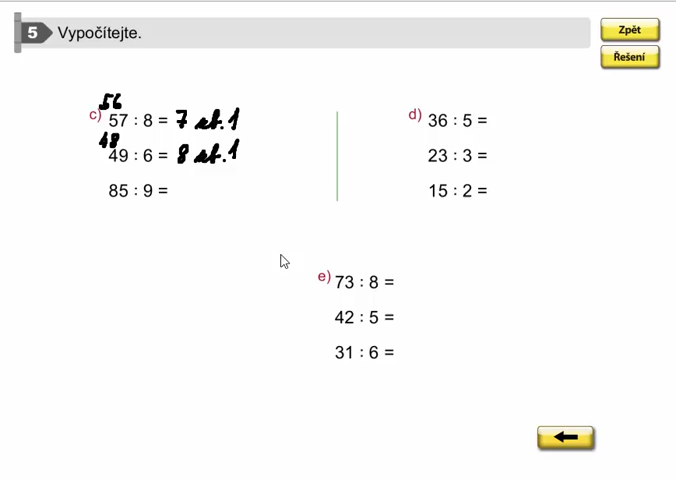 5 Vypočítejte.
Zpět
Řešení
56
c) 57 : 8 = 7 zb. 1
48
49 : 6 = 8 zb. 1
85 : 9 =
d) 36 : 5 =
23 : 3 =
15 : 2 =
e) 73 : 8 =
42 : 5 =
31 : 6 =